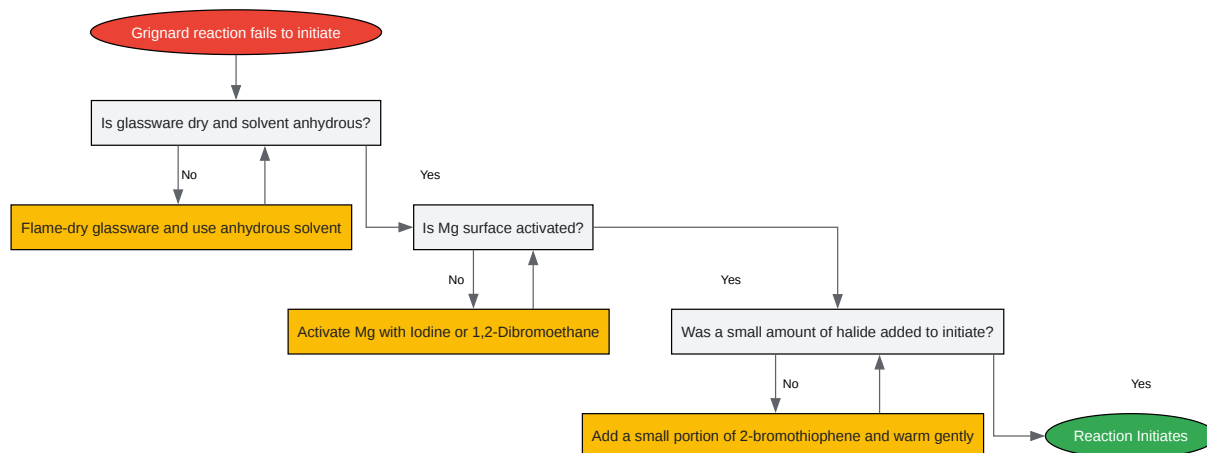 Grignard reaction fails to initiate
Is glassware dry and solvent anhydrous?
No
Yes
Flame-dry glassware and use anhydrous solvent
Is Mg surface activated?
No
Yes
Activate Mg with Iodine or 1,2-Dibromoethane
Was a small amount of halide added to initiate?
No
Yes
Add a small portion of 2-bromothiophene and warm gently
Reaction Initiates